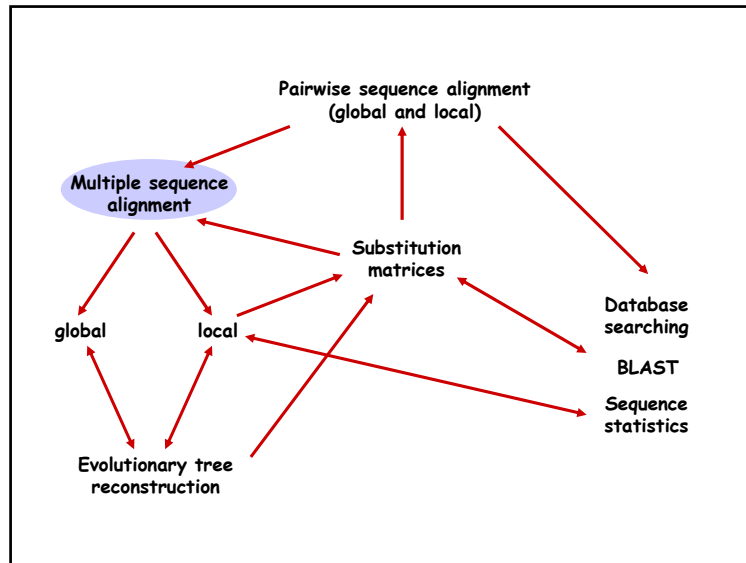 Pairwise sequence alignment
(global and local)
Multiple sequence
alignment
Substitution
matrices
Database
searching
global
local
BLAST
Sequence
statistics
Evolutionary tree
reconstruction